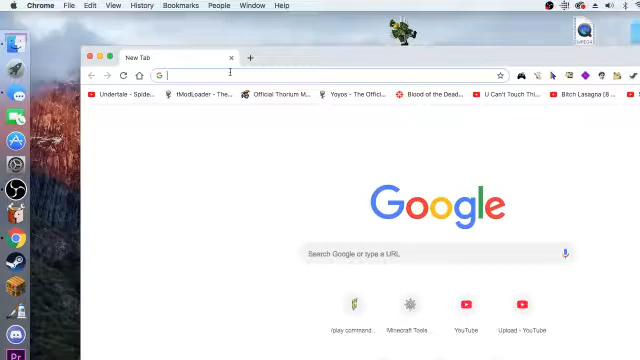 Chrome File Edit View History Bookmarks People Window Help
New Tab
Undertale - Spide... tModLoader - The... Official Thorium M... Yoyos - The Offici... Blood of the Dead... U Can't Touch Thi... Bitch Lasagna [8
Google
Search Google or type a URL
/play command... Minecraft Tools... YouTube Upload - YouTube
Pr